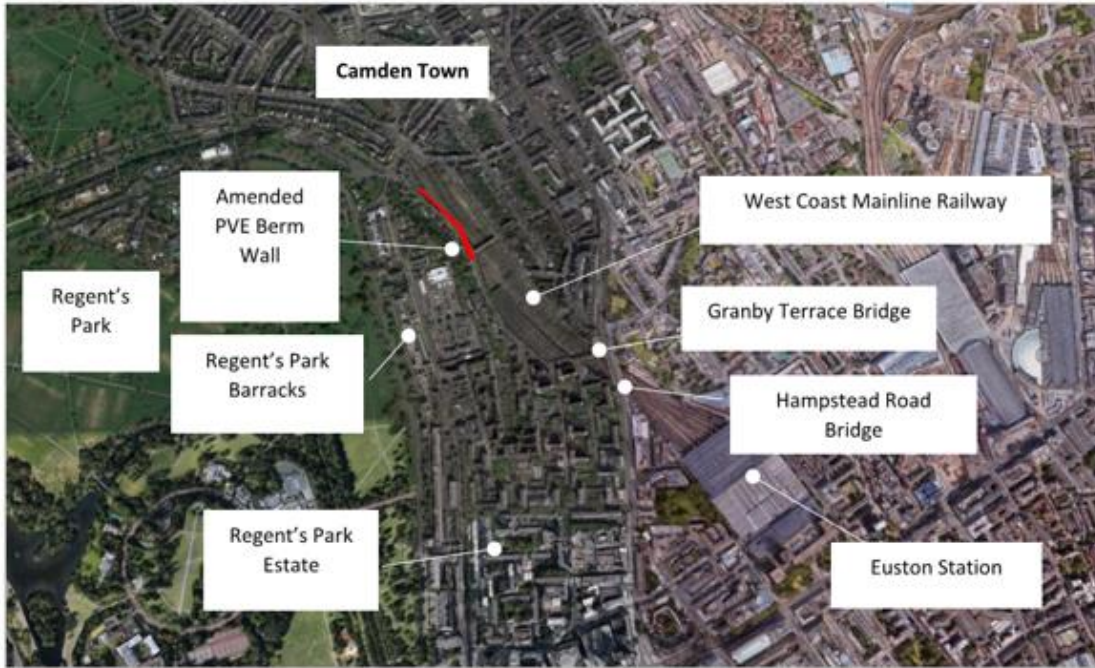 Camden Town
Amended
PVE Berm
Wall
West Coast Mainline Railway
Regent’s
Park
Granby Terrace Bridge
Regent’s Park
Barracks
Hampstead Road
Bridge
Regent’s Park
Estate
Euston Station